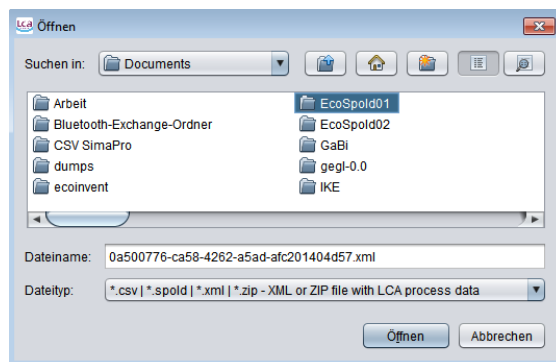 LCA Öffnen
Suchen in: Documents
Arbeit EcoSpold01
Bluetooth-Exchange-Ordner EcoSpold02
CSV SimaPro GaBi
dumps gegl-0.0
ecoinvent IKE
Dateiname: 0a500776-ca58-4262-a5ad-afc201404d57.xml
Dateityp: *.csv | *.spold | *.xml | *.zip - XML or ZIP file with LCA process data
Öffnen Abbrechen